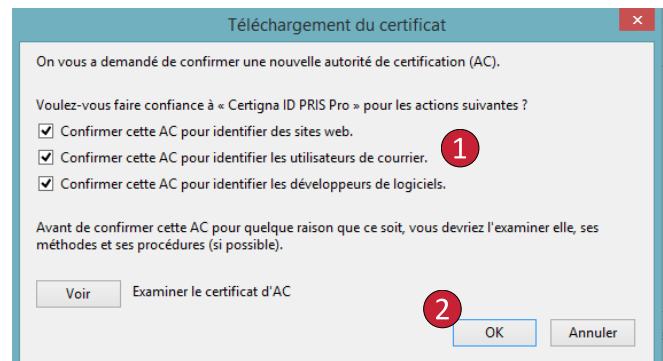 Téléchargement du certificat
On vous a demandé de confirmer une nouvelle autorité de certification (AC).
Voulez-vous faire confiance à « Certigna ID PRIS Pro » pour les actions suivantes ?
Confirmer cette AC pour identifier des sites web.
Confirmer cette AC pour identifier les utilisateurs de courrier.
1
Confirmer cette AC pour identifier les développeurs de logiciels.
Avant de confirmer cette AC pour quelque raison que ce soit, vous devriez l'examiner elle, ses
méthodes et ses procédures (si possible).
Voir Examiner le certificat d'AC
2
OK Annuler